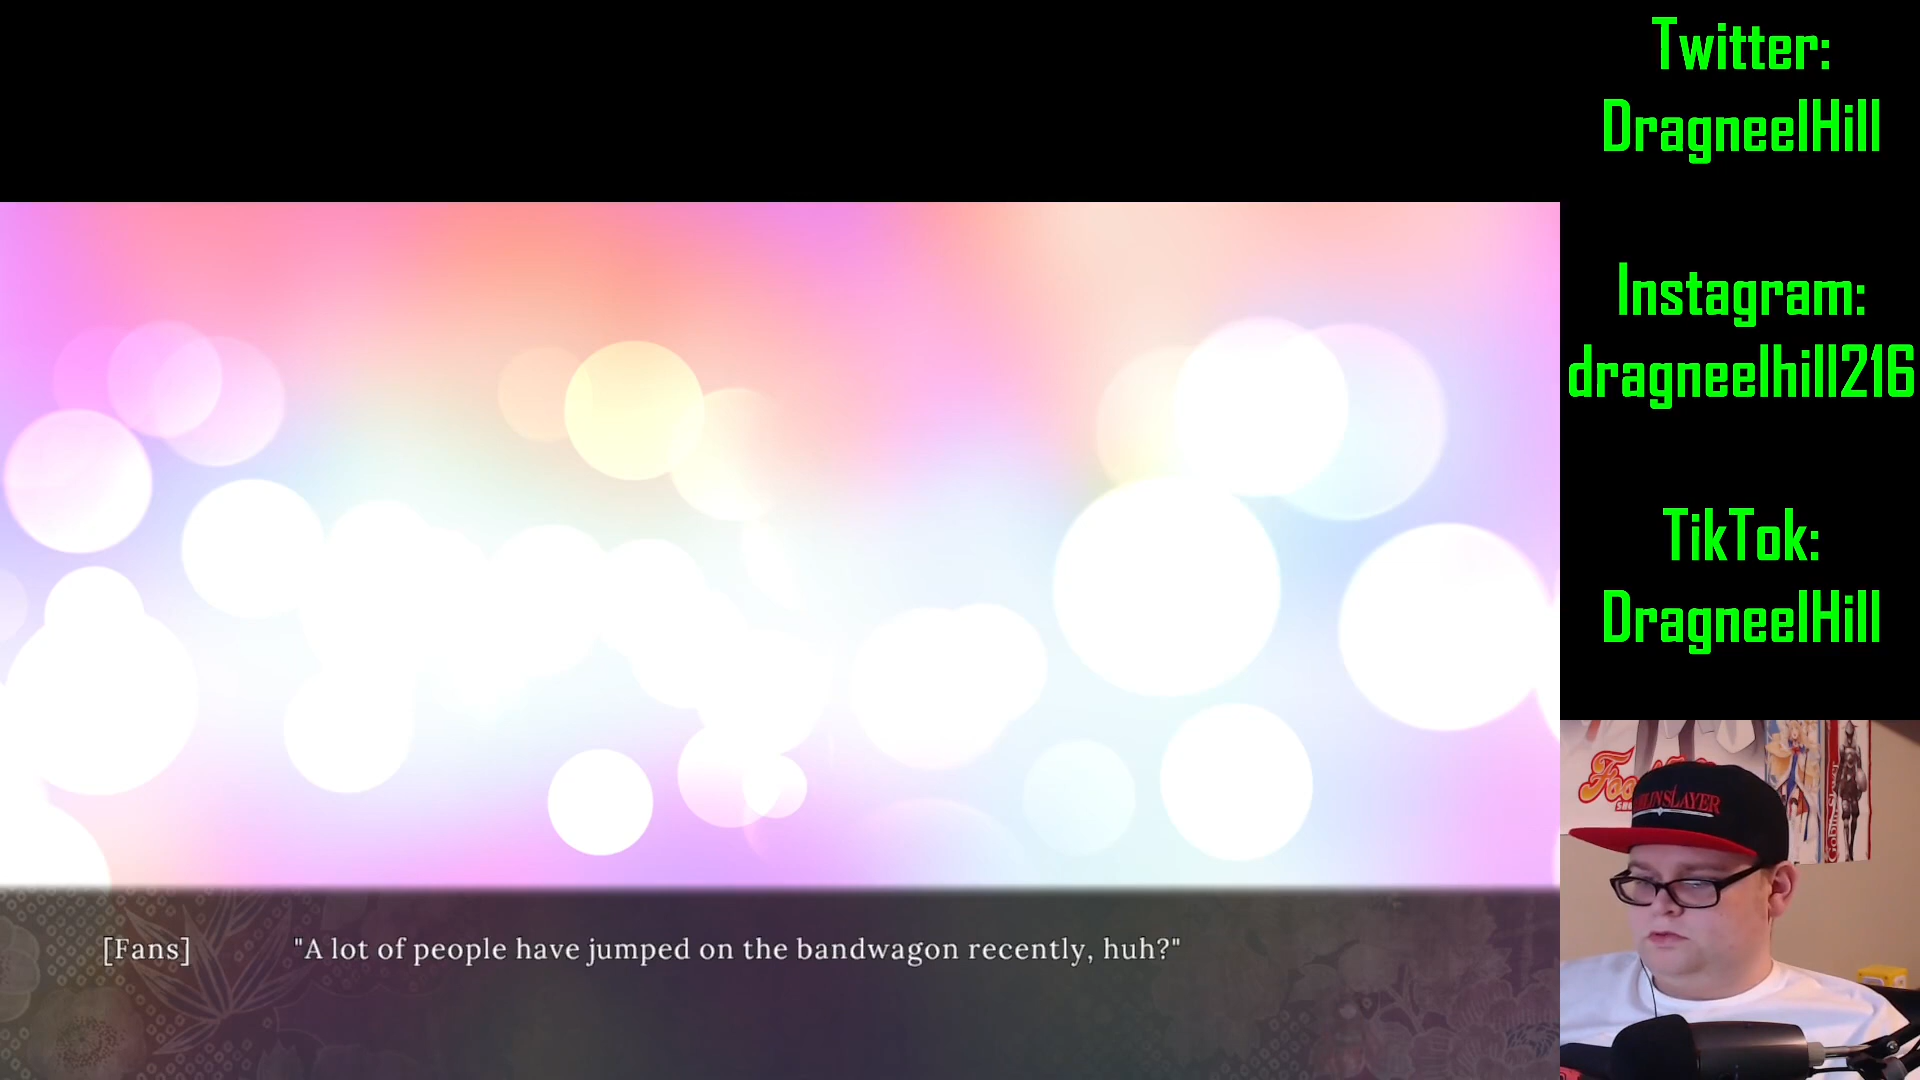 Twitter:
DragneelHill
Instagram:
dragneelhill216
TikTok:
DragneelHill
[Fans] "A lot of people have jumped on the bandwagon recently, huh?"